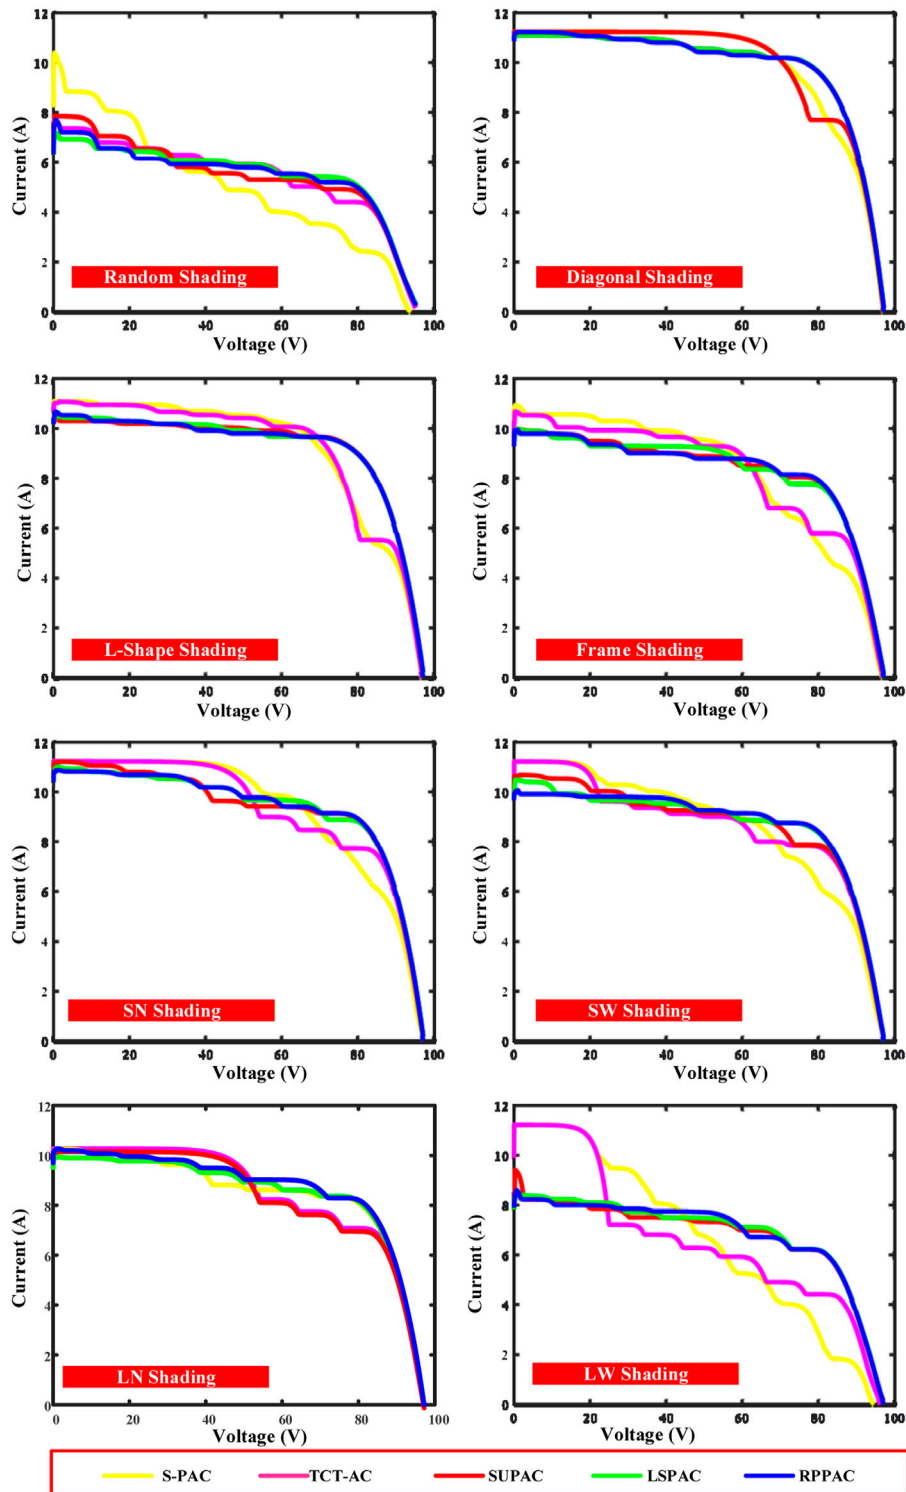 12
10
8
6
4
2
0
Current (A)
Random Shading
0 20 40 60 80 100
Voltage (V)
12
10
8
6
4
2
0
Current (A)
Diagonal Shading
0 20 40 60 80 100
Voltage (V)
12
10
8
6
4
2
0
Current (A)
L-Shape Shading
0 20 40 60 80 100
Voltage (V)
12
10
8
6
4
2
0
Current (A)
Frame Shading
0 20 40 60 80 100
Voltage (V)
12
10
8
6
4
2
0
Current (A)
SN Shading
0 20 40 60 80 100
Voltage (V)
12
10
8
6
4
2
0
Current (A)
SW Shading
0 20 40 60 80 100
Voltage (V)
12
10
8
6
4
2
0
Current (A)
LN Shading
0 20 40 60 80 100
Voltage (V)
12
10
8
6
4
2
0
Current (A)
LW Shading
0 20 40 60 80 100
Voltage (V)
S-PAC TCT-AC SUPAC LSPAC RPPAC